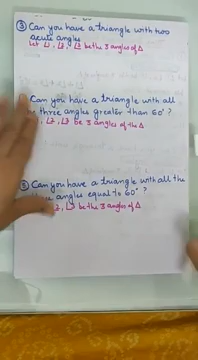 ③ Can you have a triangle with two
acute angles
Let ∠1, ∠2, ∠3 be the 3 angles of Δ
Can you have a triangle with all
three angles greater than 60° ?
∠2, ∠3 be 3 angles of the Δ
⑤ Can you have a triangle with all the
angles equal to 60° ?
∠2, ∠3 be the 3 angles of Δ